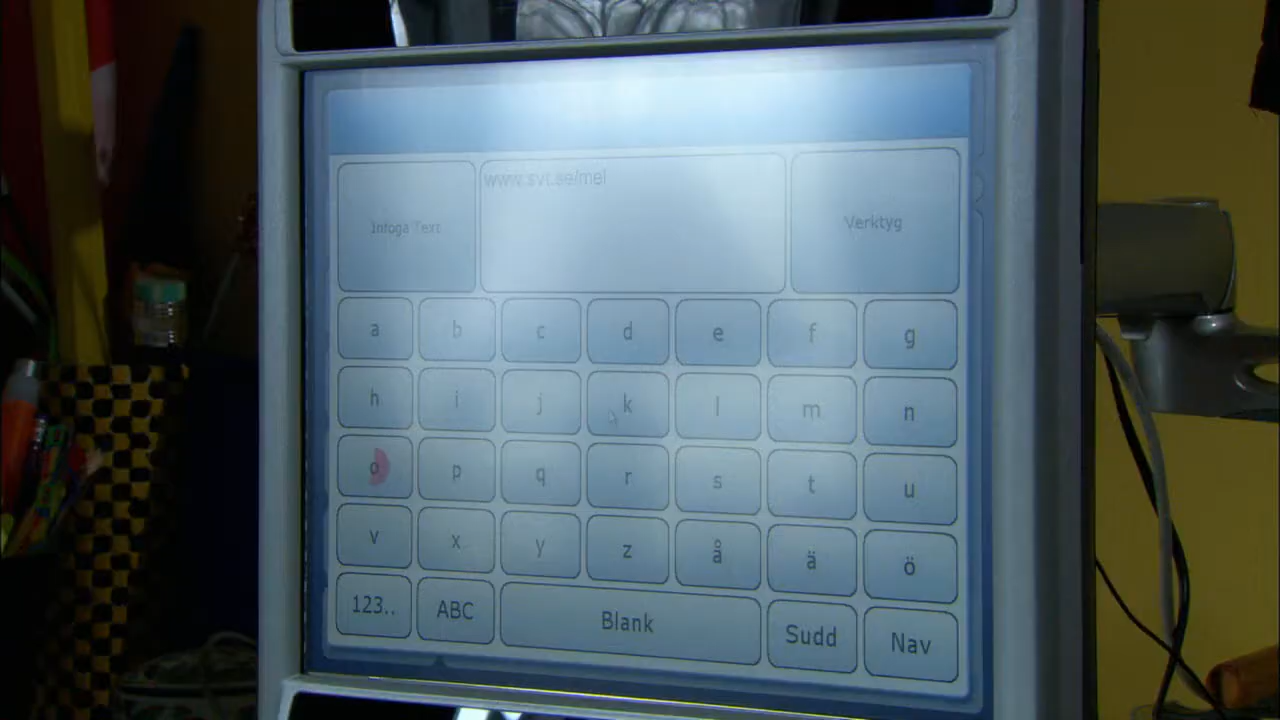 www.svt.se/mel
Infoga Text
Verktyg
a b c d e f g
h i j k l m n
o p q r s t u
v x y z å ä ö
123.. ABC Blank Sudd Nav